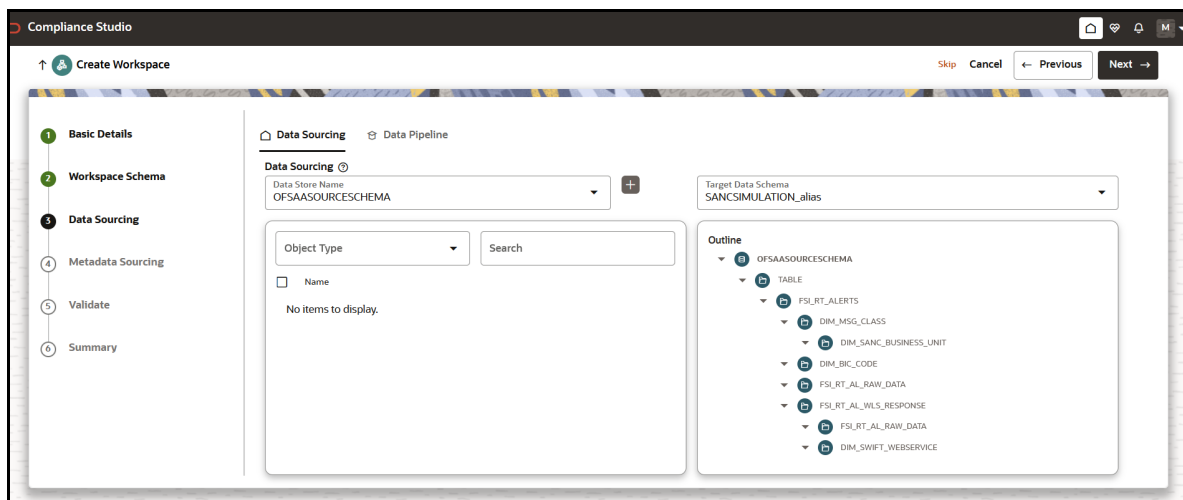 Compliance Studio
M
Create Workspace
Skip Cancel ← Previous Next →
1 Basic Details
2 Workspace Schema
3 Data Sourcing
4 Metadata Sourcing
5 Validate
6 Summary
Data Sourcing Data Pipeline
Data Sourcing ?
Data Store Name
OFSAASOURCESCHEMA
+
Target Data Schema
SANCSIMULATION_alias
Object Type
Search
Name
No items to display.
Outline
OFSAASOURCESCHEMA
TABLE
FSI_RT_ALERTS
DIM_MSG_CLASS
DIM_SANC_BUSINESS_UNIT
DIM_BIC_CODE
FSI_RT_AL_RAW_DATA
FSI_RT_AL_WLS_RESPONSE
FSI_RT_AL_RAW_DATA
DIM_SWIFT_WEBSERVICE